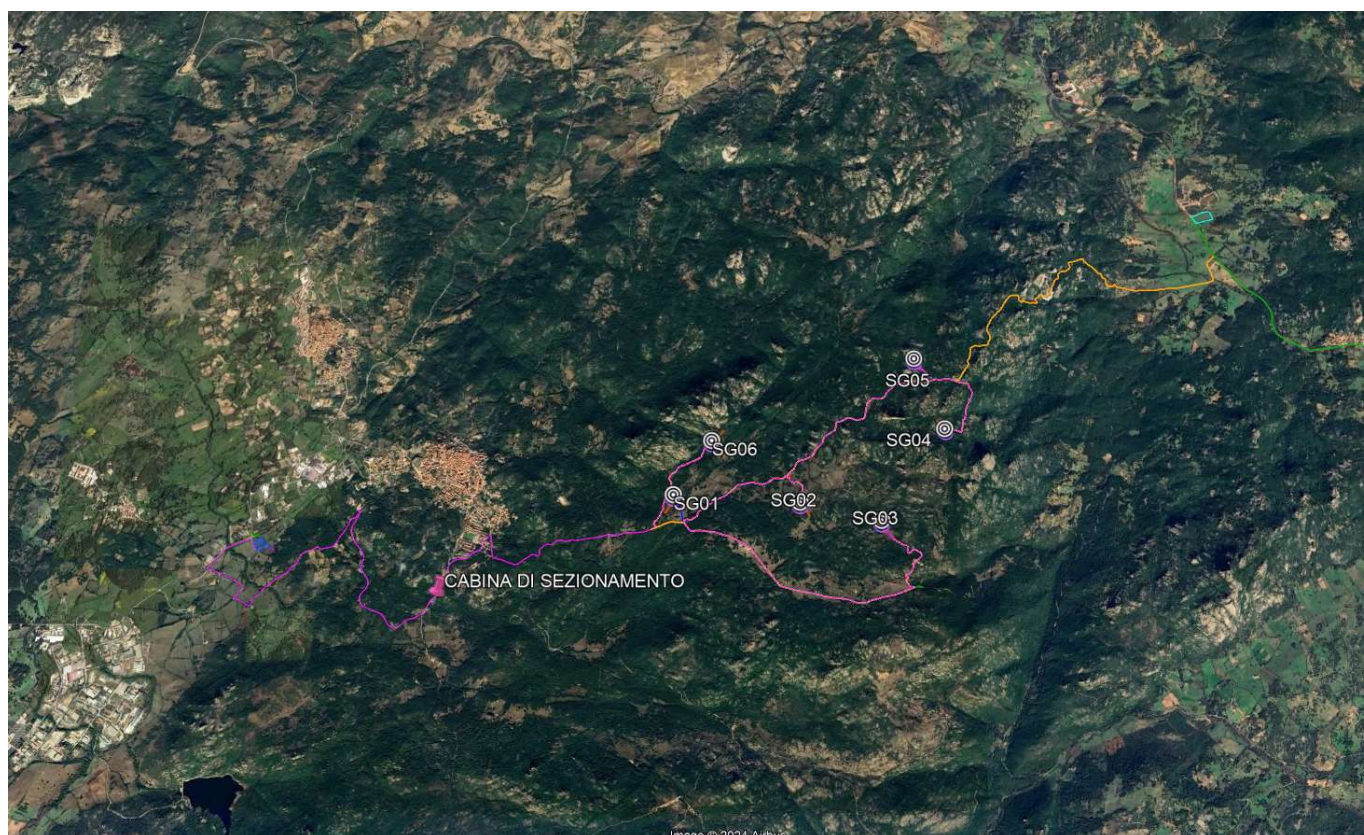 SG05
SG04
SG06
SG01
SG02
SG03
CABINA DI SEZIONAMENTO
Image © 2024 Airbus